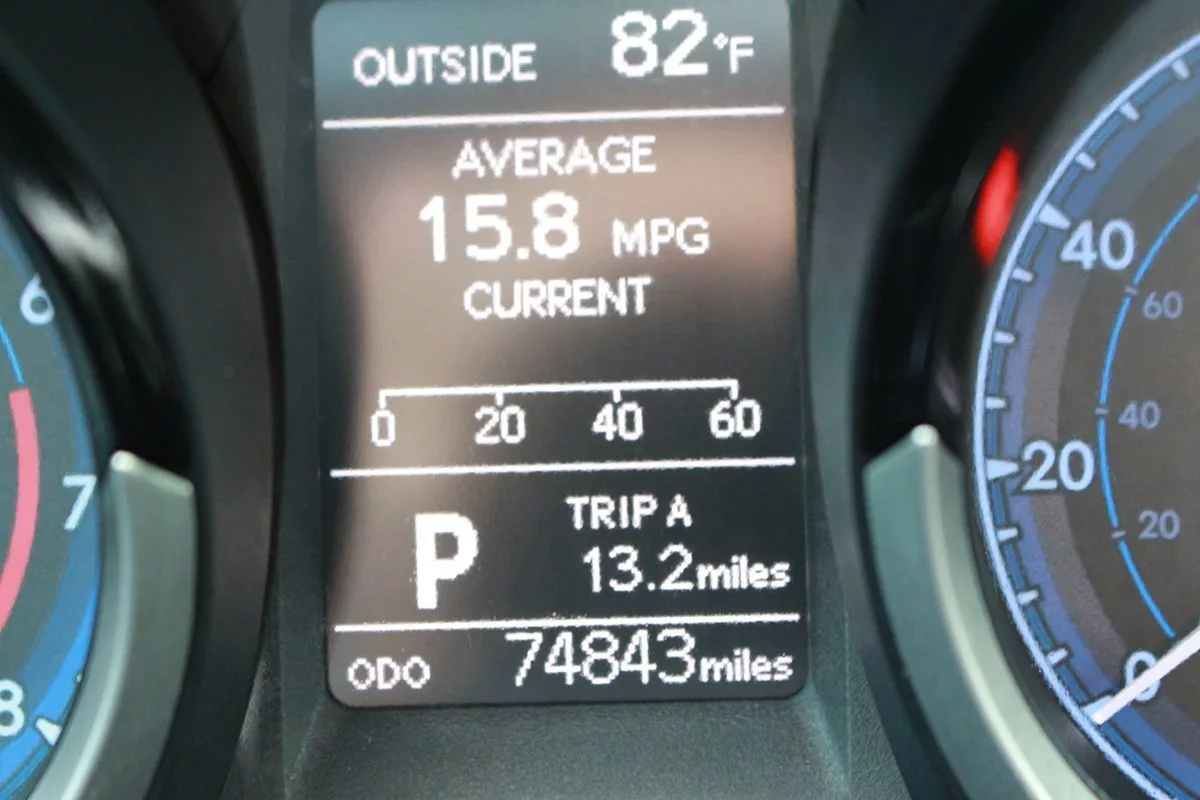 OUTSIDE 82°F
AVERAGE
15.8 MPG
CURRENT
0 20 40 60
P
TRIP A
13.2miles
ODO 74843miles
6
7
8
40
20
0
60
40
20